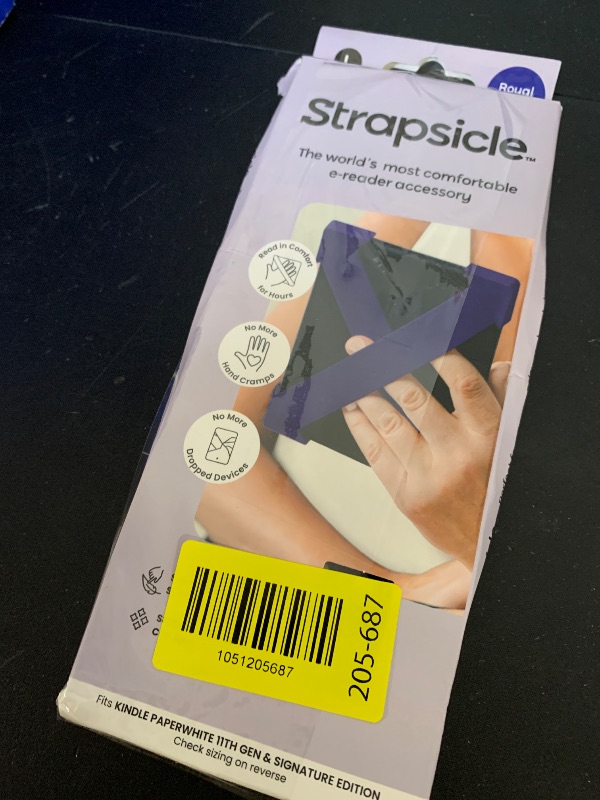 Royal
Strapsicle™
The world's most comfortable
e-reader accessory
Read in Comfort
for Hours
No More
Hand Cramps
No More
Dropped Devices
1051205687
205-687
Fits KINDLE PAPERWHITE 11TH GEN & SIGNATURE EDITION
Check sizing on reverse